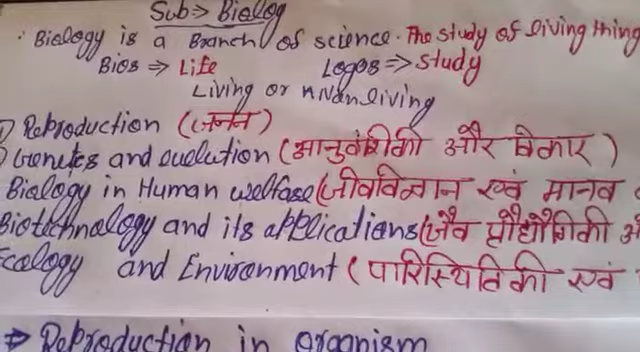 Sub => Biology
Biology is a Branch of science. The study of living thing
Bios => Life Logos => Study
Living or nonliving
1) Reproduction (जनन)
Genetics and evolution (आनुवंशिकी और विकार)
Biology in Human welfase (जीवविज्ञान एवं मानव
Biotechnology and its applications (जैव प्रौद्योगिकी
Ecology and Environment (पारिस्थितिकी एवं
=> Reproduction in organism